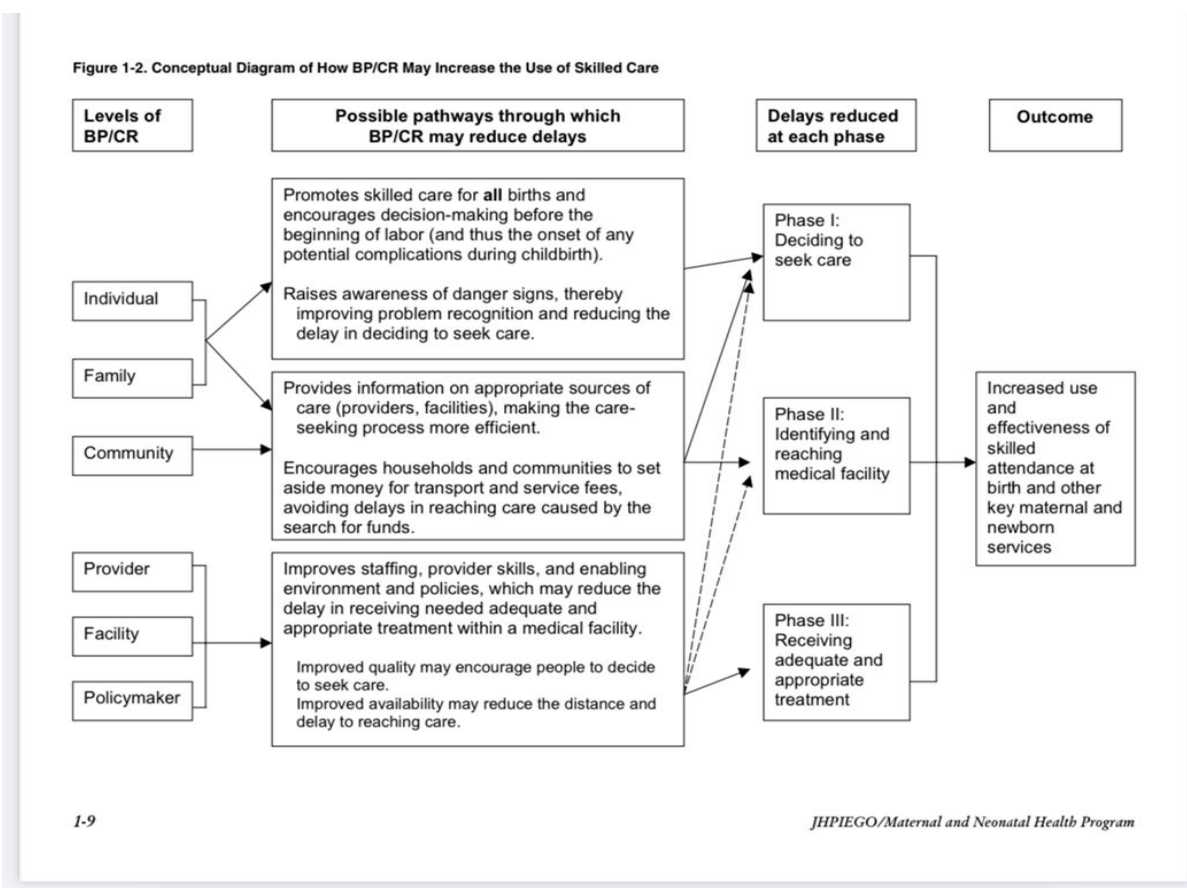 Figure 1-2. Conceptual Diagram of How BP/CR May Increase the Use of Skilled Care
Levels of
BP/CR
Possible pathways through which
BP/CR may reduce delays
Delays reduced
at each phase
Outcome
Individual
Family
Community
Provider
Facility
Policymaker
Promotes skilled care for all births and
encourages decision-making before the
beginning of labor (and thus the onset of any
potential complications during childbirth).
Raises awareness of danger signs, thereby
improving problem recognition and reducing the
delay in deciding to seek care.
Provides information on appropriate sources of
care (providers, facilities), making the care-
seeking process more efficient.
Encourages households and communities to set
aside money for transport and service fees,
avoiding delays in reaching care caused by the
search for funds.
Improves staffing, provider skills, and enabling
environment and policies, which may reduce the
delay in receiving needed adequate and
appropriate treatment within a medical facility.
Improved quality may encourage people to decide
to seek care.
Improved availability may reduce the distance and
delay to reaching care.
Phase I:
Deciding to
seek care
Phase II:
Identifying and
reaching
medical facility
Phase III:
Receiving
adequate and
appropriate
treatment
Increased use
and
effectiveness of
skilled
attendance at
birth and other
key maternal and
newborn
services
1-9
JHPIEGO/Maternal and Neonatal Health Program